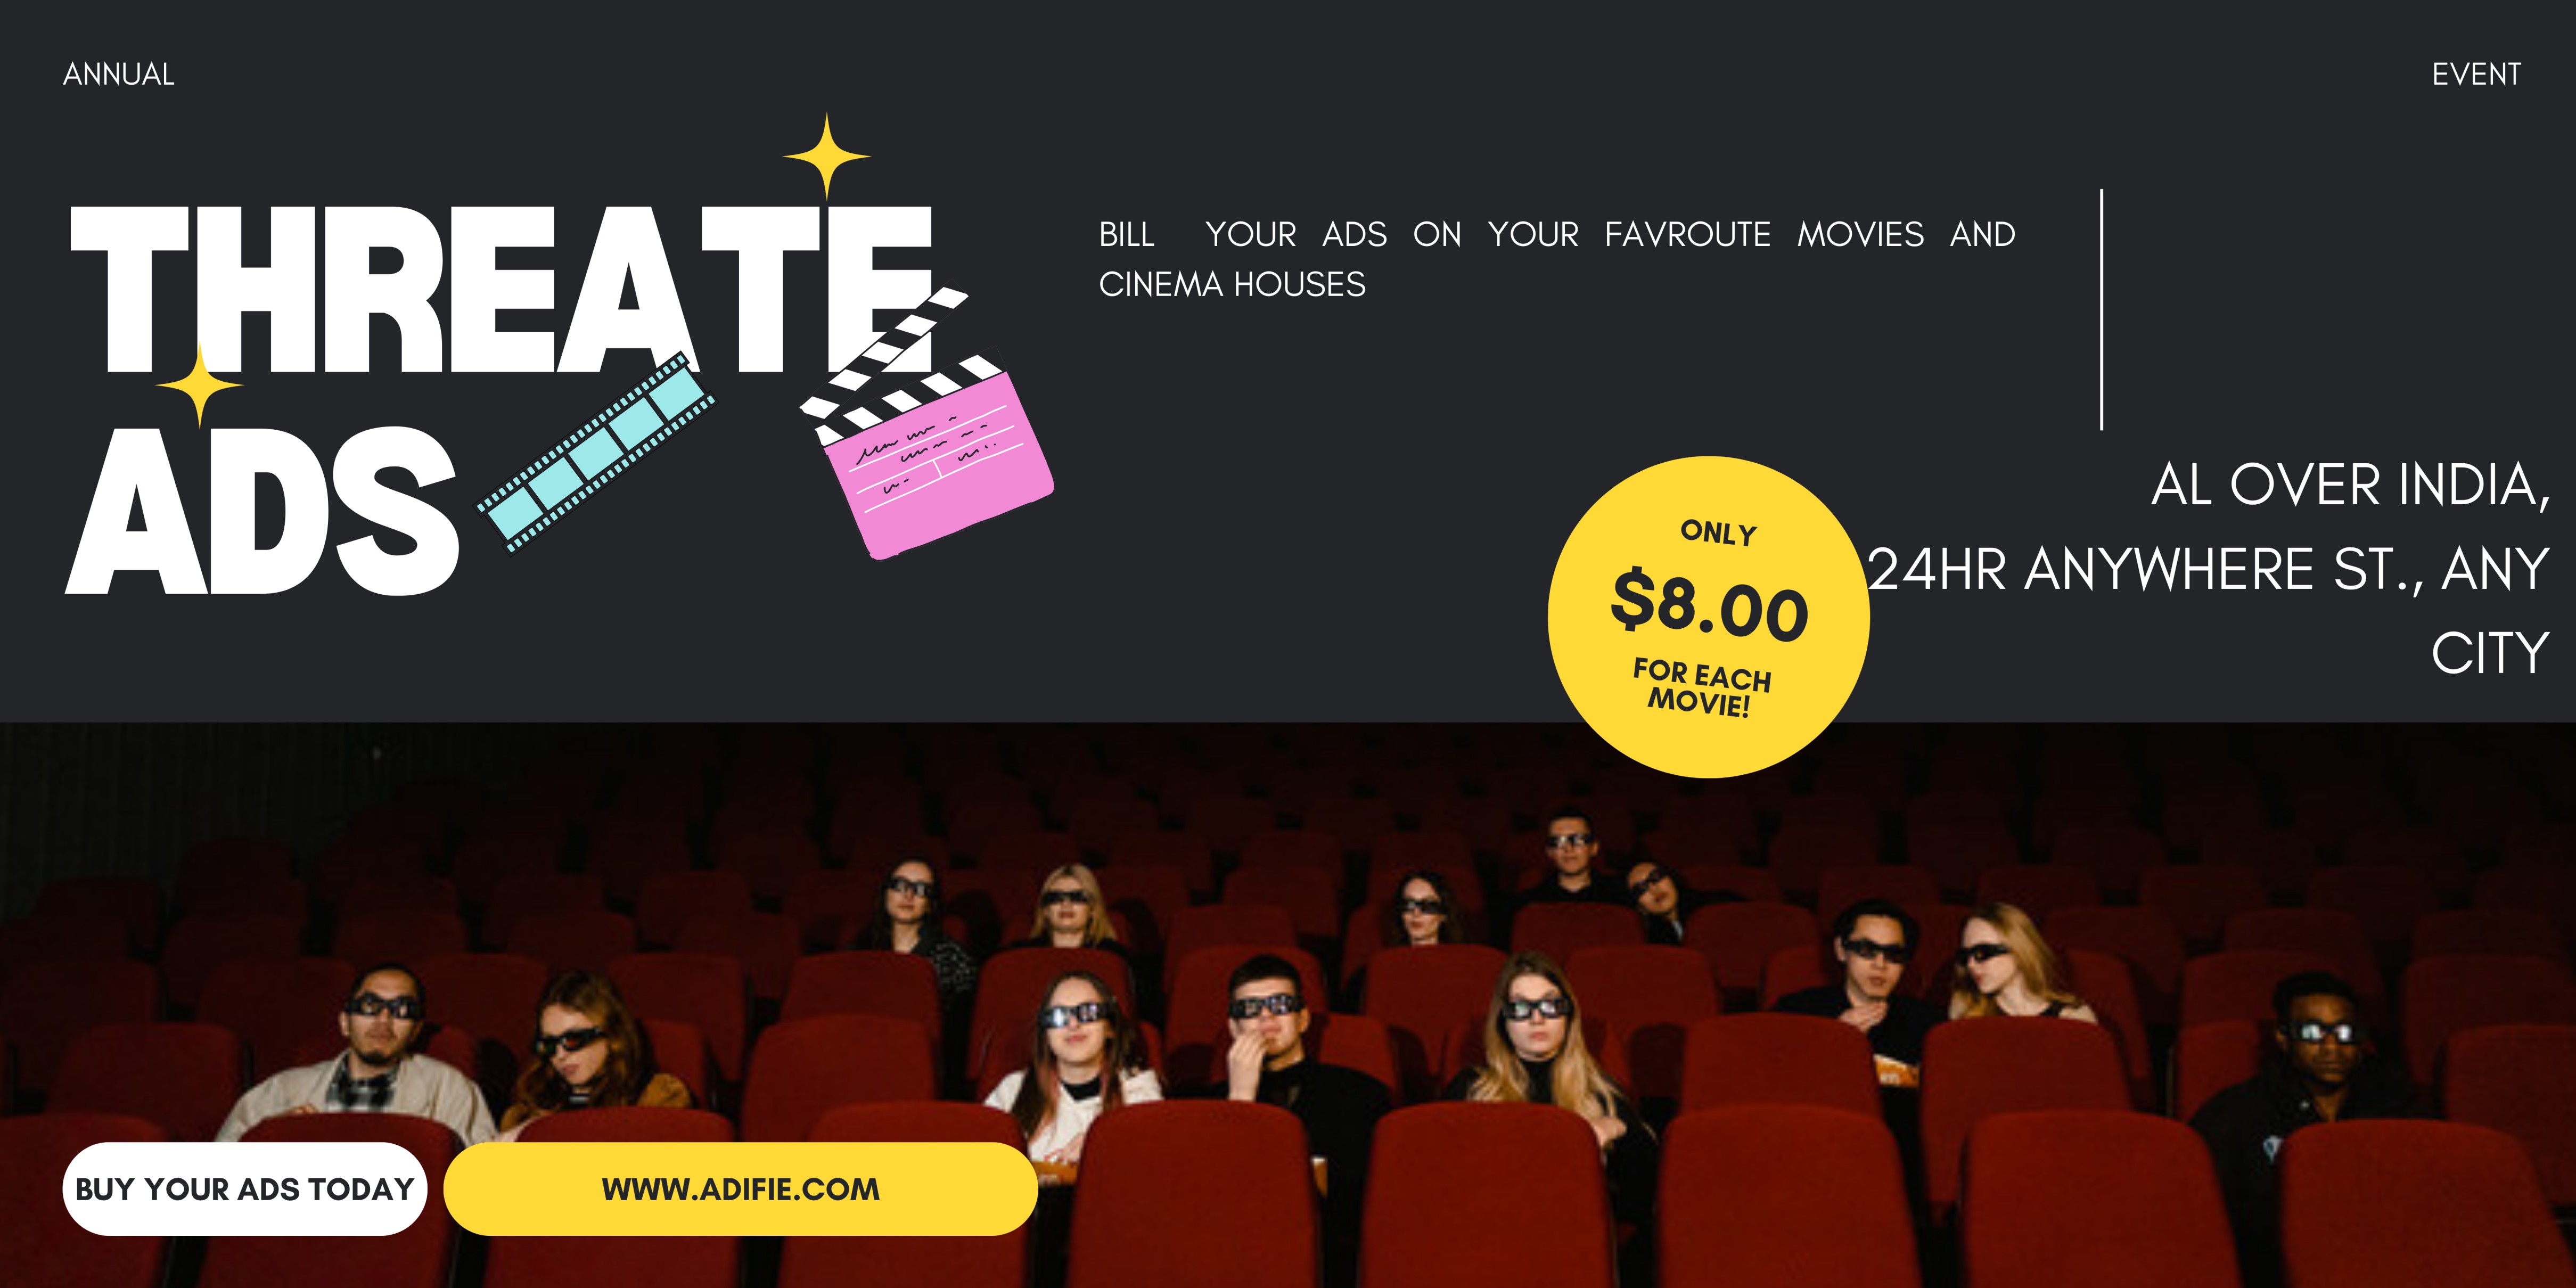 ANNUAL
EVENT
THREATE
ADS
BILL YOUR ADS ON YOUR FAVROUTE MOVIES AND
CINEMA HOUSES
AL OVER INDIA,
24HR ANYWHERE ST., ANY
CITY
ONLY
$8.00
FOR EACH
MOVIE!
BUY YOUR ADS TODAY
WWW.ADIFIE.COM